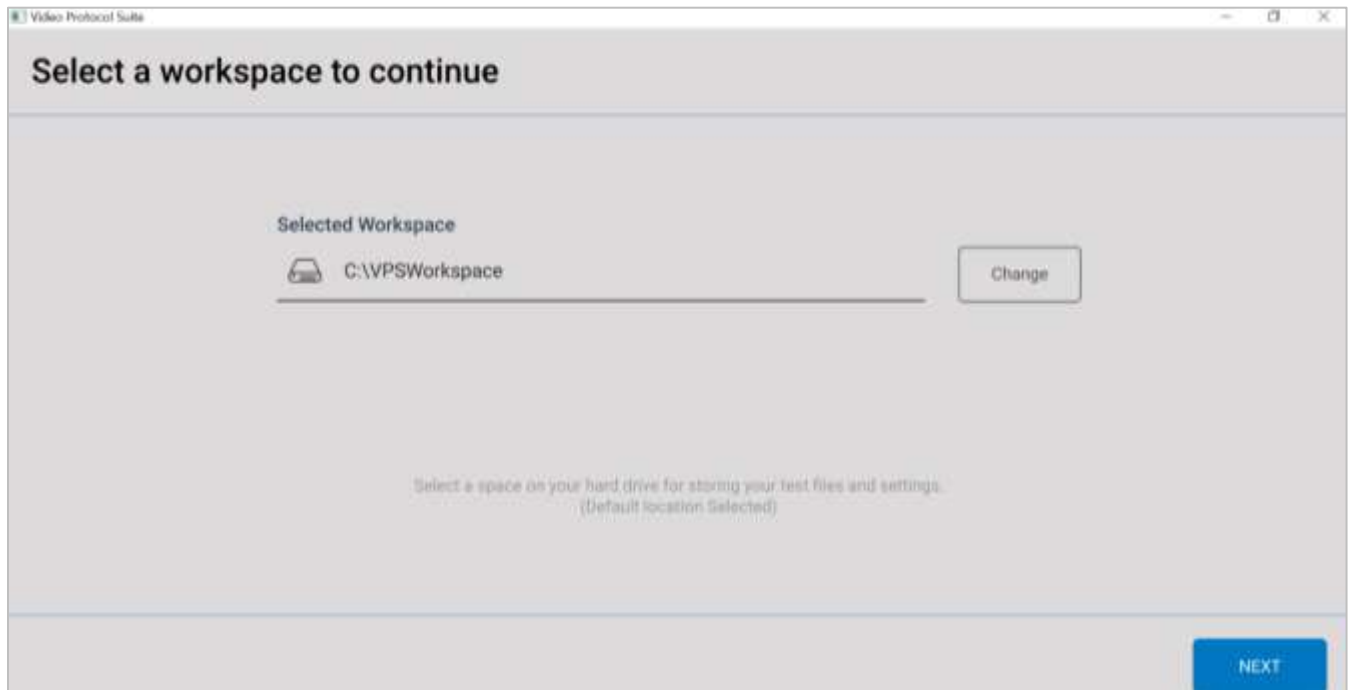 Video Protocol Suite
Select a workspace to continue
Selected Workspace
C:\VPSWorkspace
Change
Select a space on your hard drive for storing your test files and settings.
(Default location Selected)
NEXT